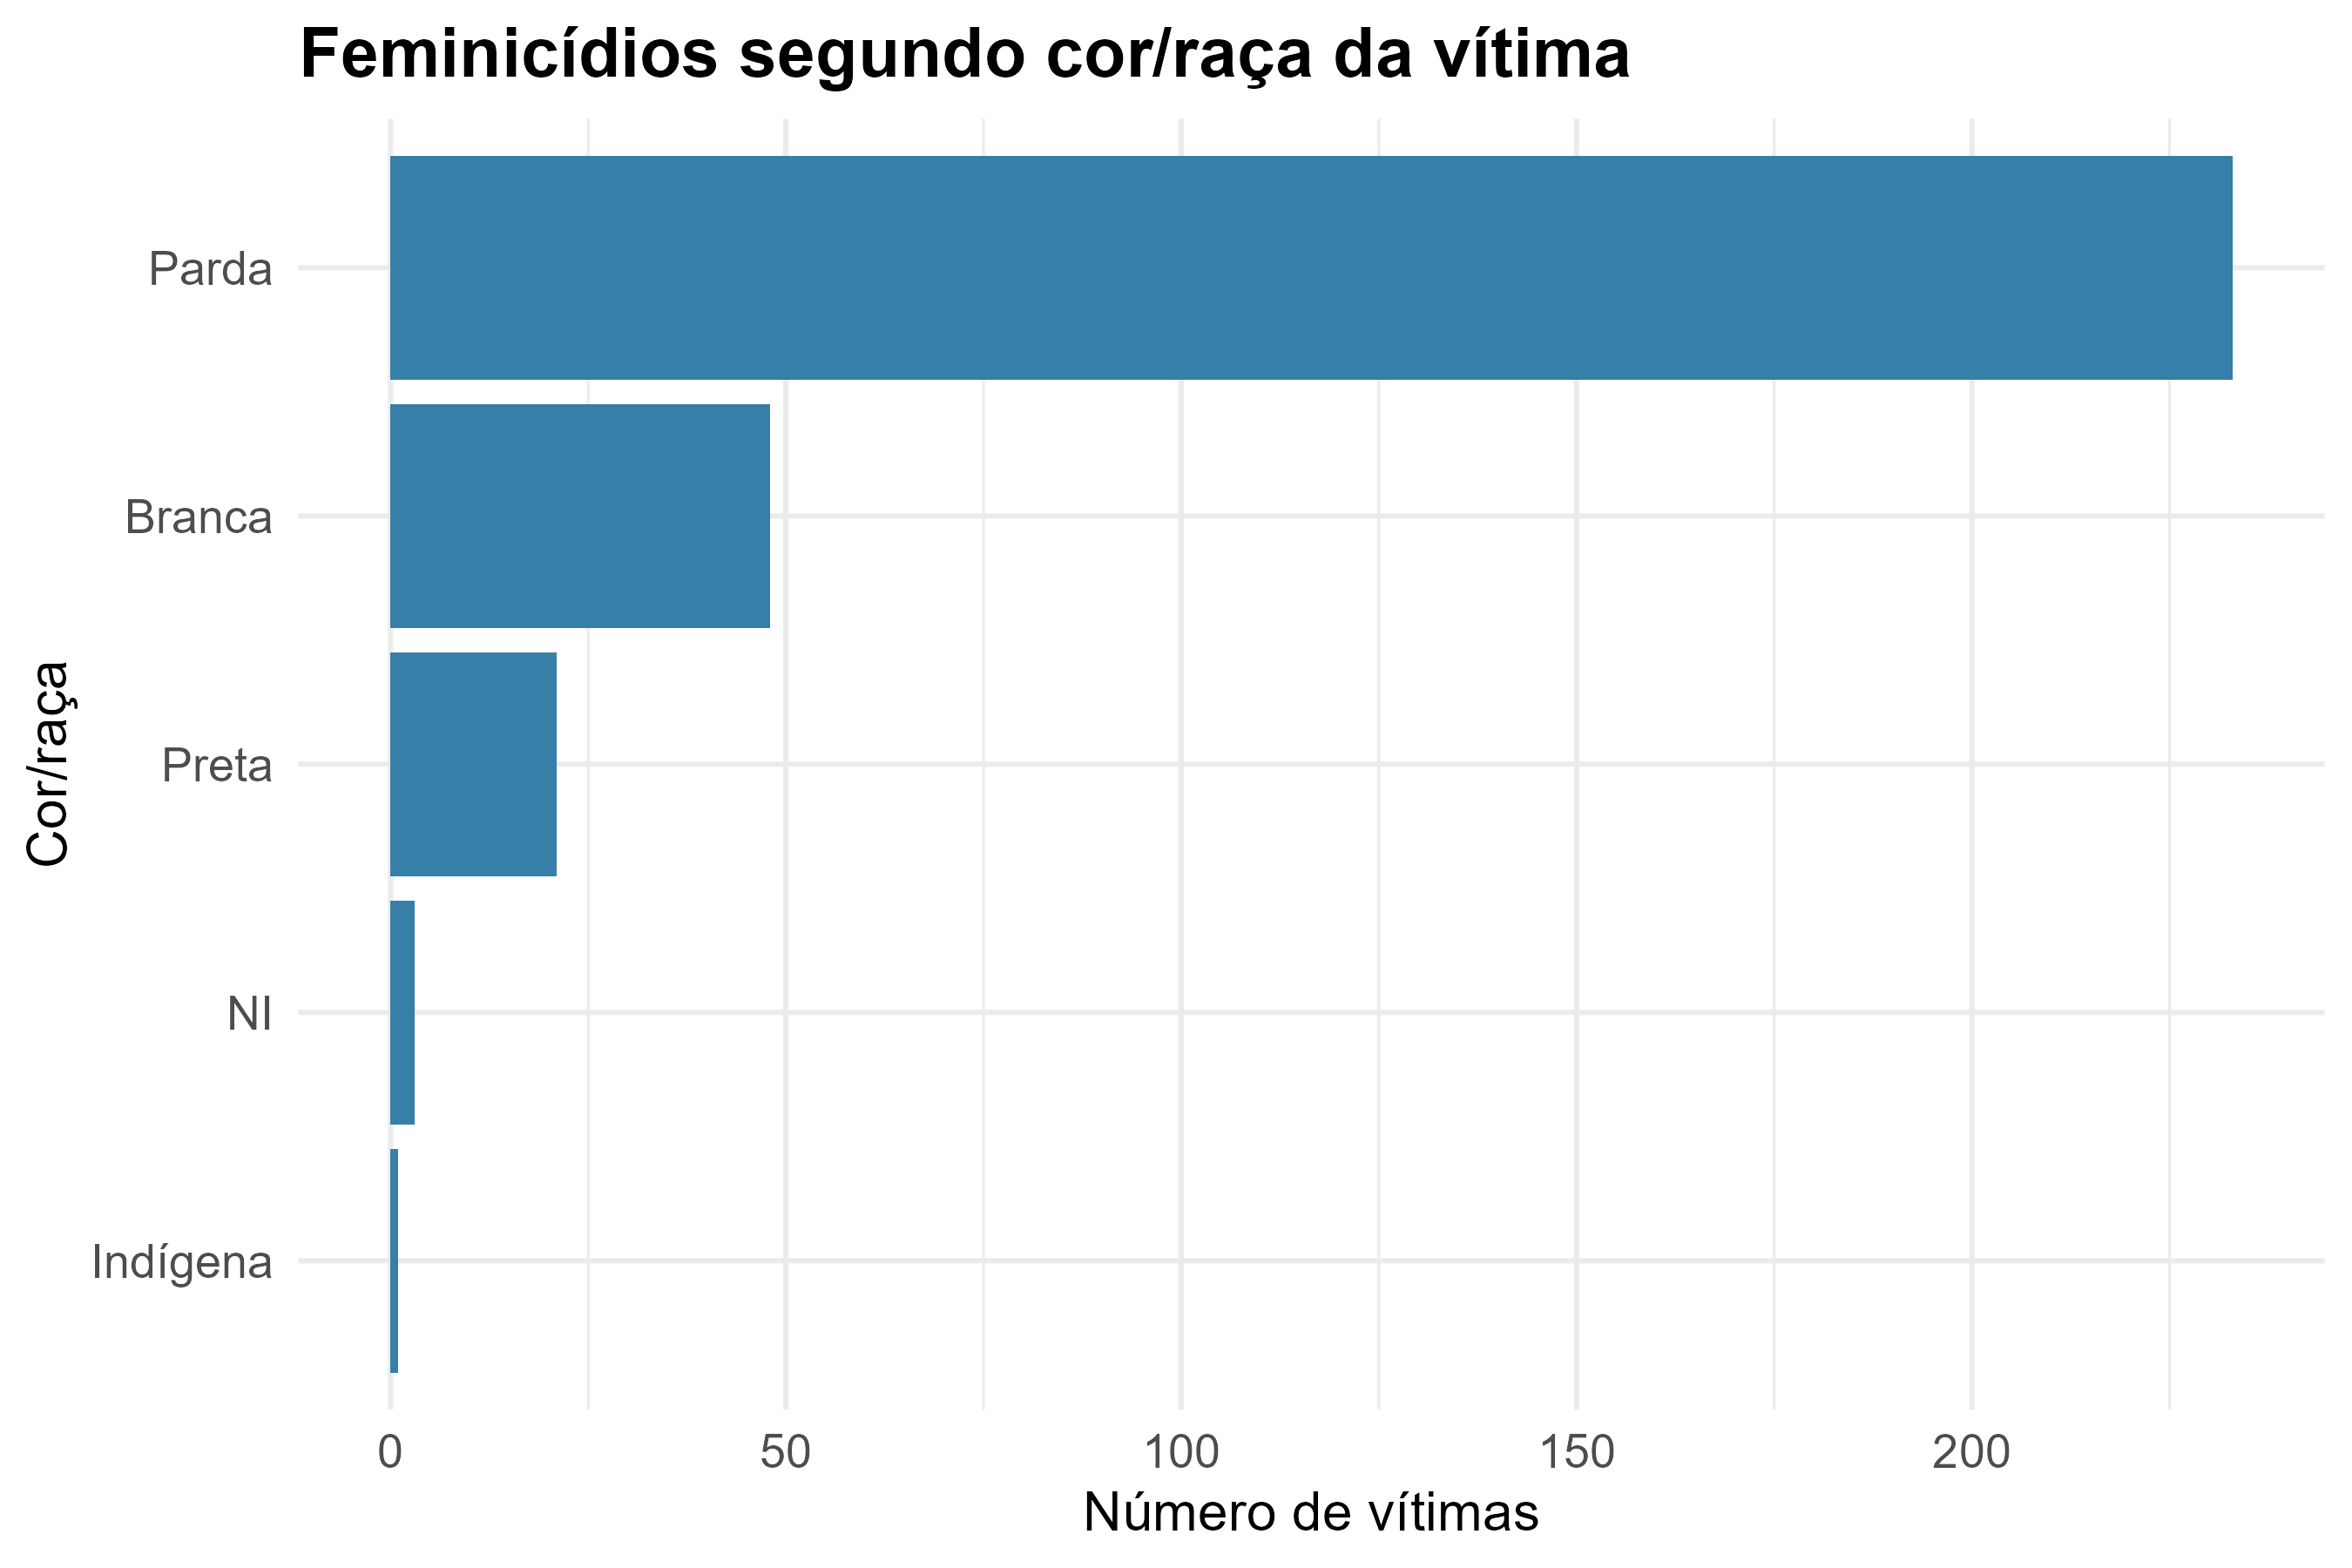 Feminicídios segundo cor/raça da vítima
Cor/raça
Parda
Branca
Preta
NI
Indígena
0 50 100 150 200
Número de vítimas